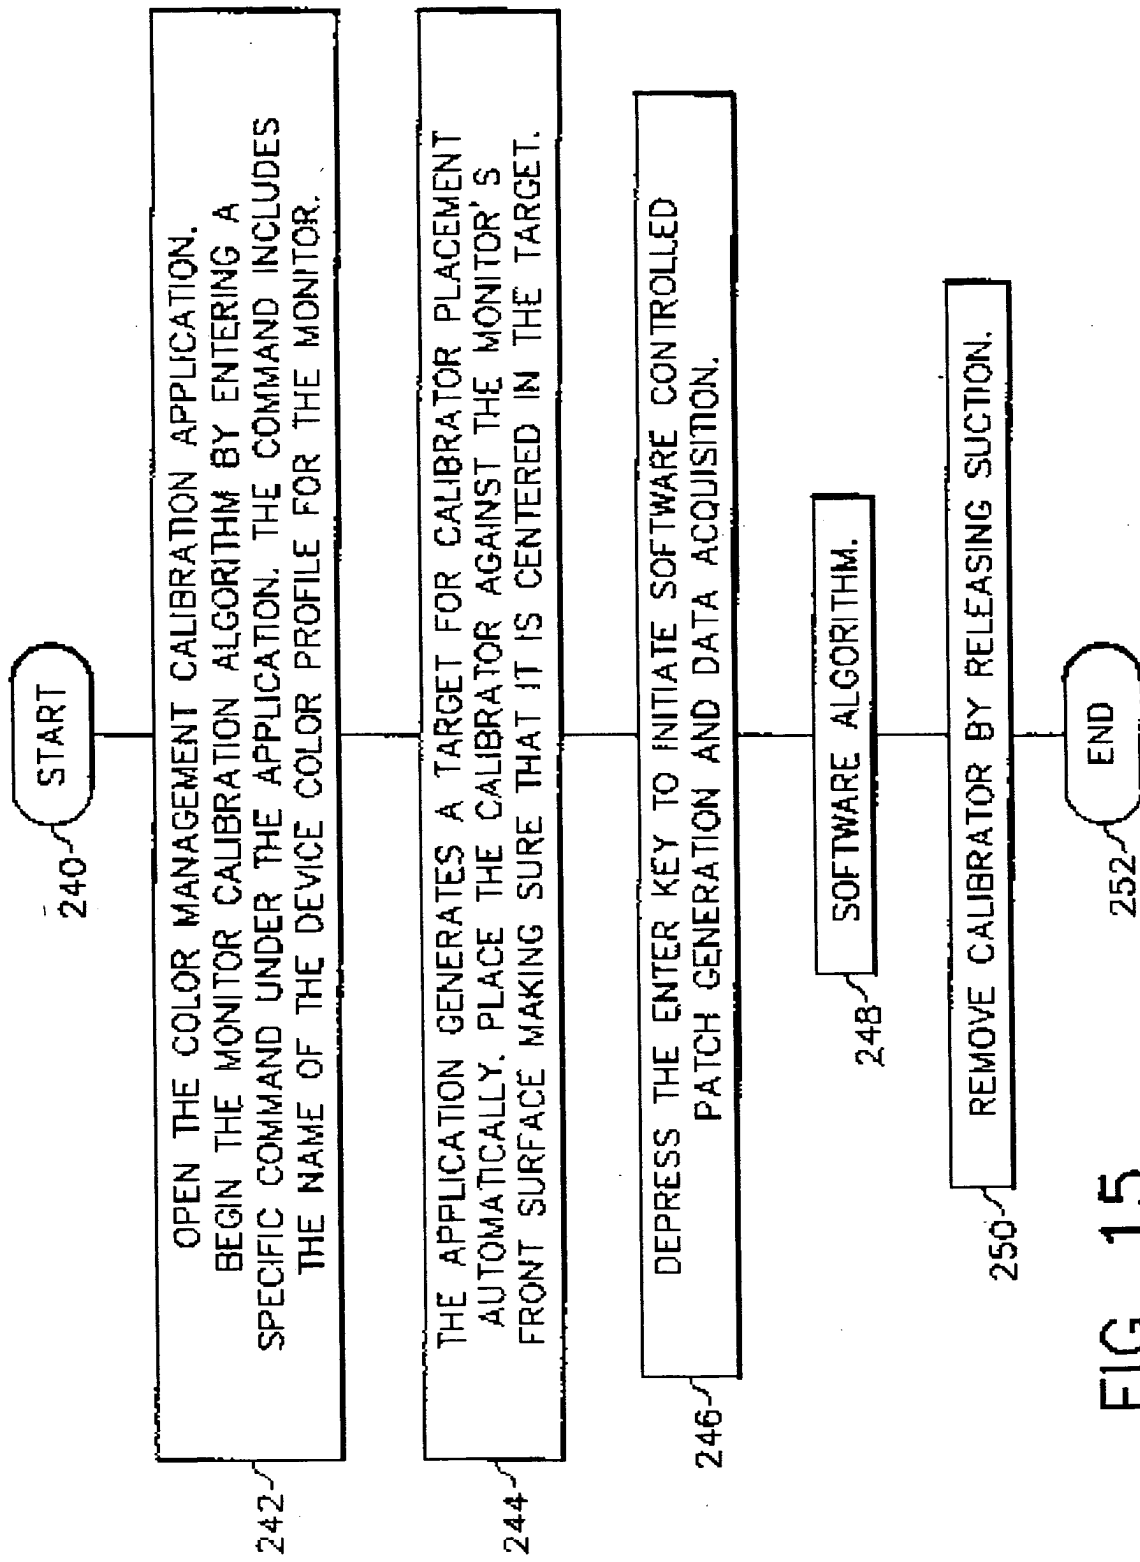 START
240
OPEN THE COLOR MANAGEMENT CALIBRATION APPLICATION.
BEGIN THE MONITOR CALIBRATION ALGORITHM BY ENTERING A
SPECIFIC COMMAND UNDER THE APPLICATION. THE COMMAND INCLUDES
THE NAME OF THE DEVICE COLOR PROFILE FOR THE MONITOR.
242
THE APPLICATION GENERATES A TARGET FOR CALIBRATOR PLACEMENT
AUTOMATICALLY. PLACE THE CALIBRATOR AGAINST THE MONITOR'S
FRONT SURFACE MAKING SURE THAT IT IS CENTERED IN THE TARGET.
244
DEPRESS THE ENTER KEY TO INITIATE SOFTWARE CONTROLLED
PATCH GENERATION AND DATA ACQUISITION.
246
SOFTWARE ALGORITHM.
248
REMOVE CALIBRATOR BY RELEASING SUCTION.
250
END
252
FIG 15